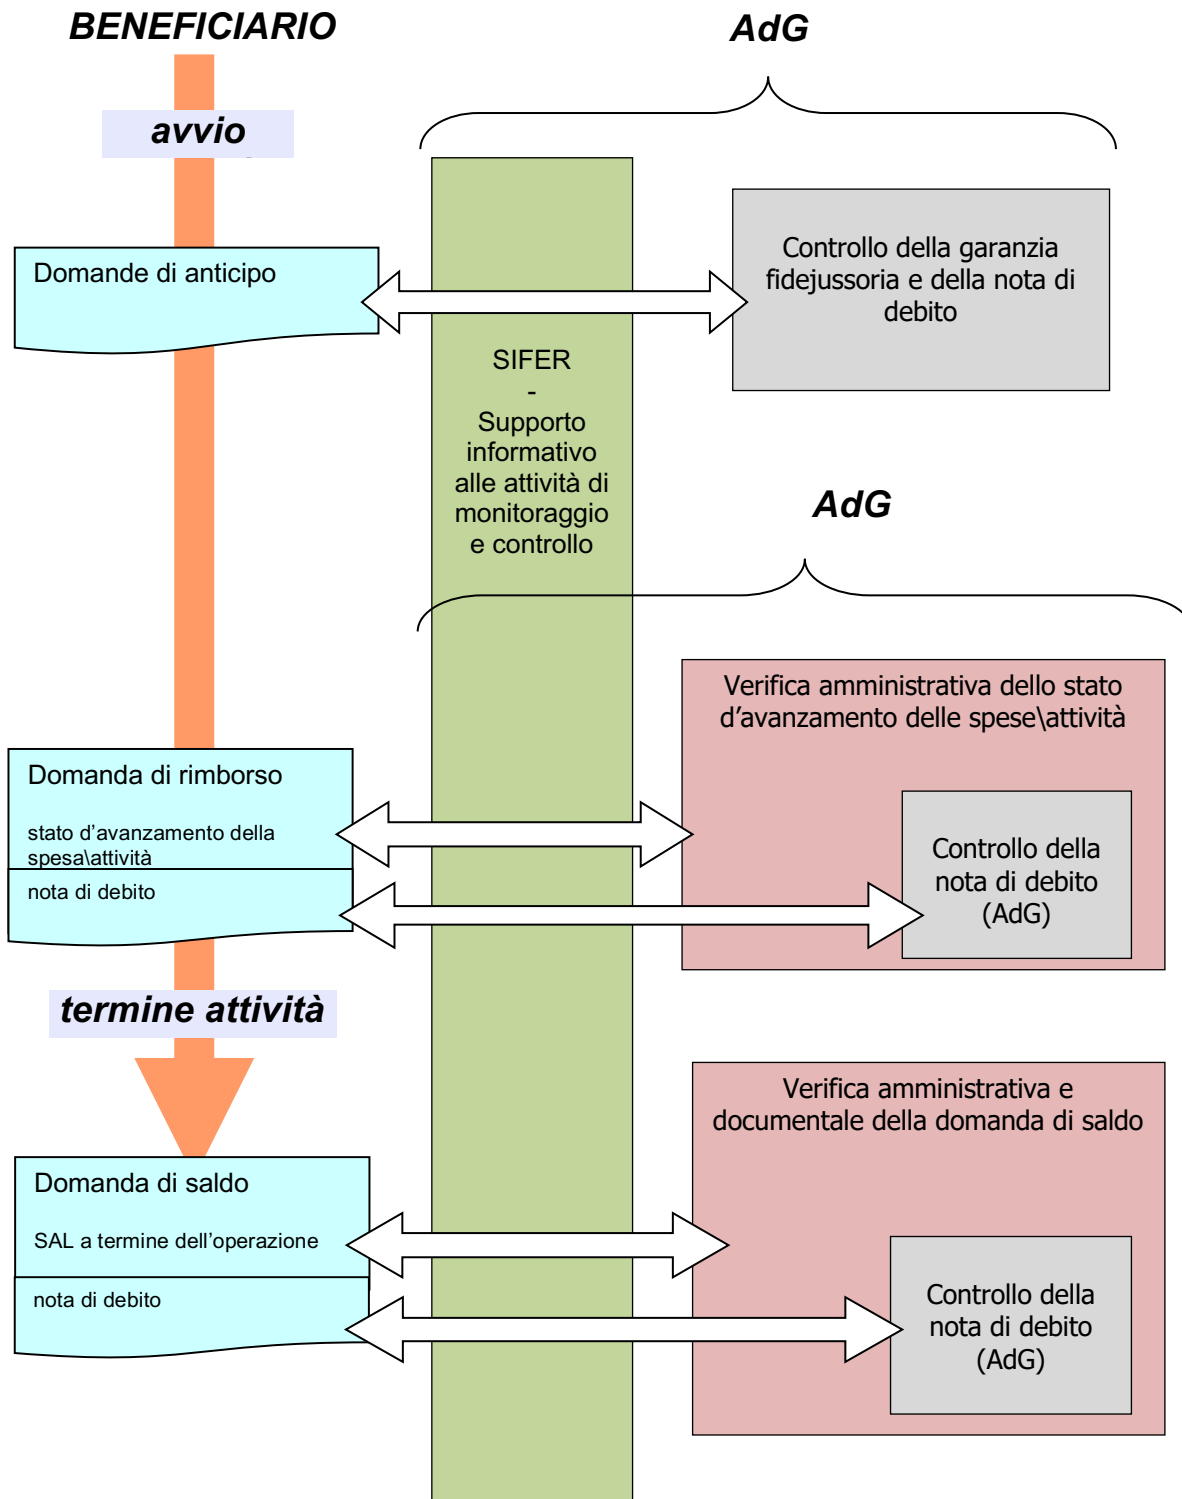 BENEFICIARIO
AdG
avvio
Domande di anticipo
Controllo della garanzia
fidejussoria e della nota di
debito
SIFER
-
Supporto
informativo
alle attività di
monitoraggio
e controllo
AdG
Verifica amministrativa dello stato
d’avanzamento delle spese\attività
Domanda di rimborso
stato d’avanzamento della
spesa\attività
nota di debito
Controllo della
nota di debito
(AdG)
termine attività
Verifica amministrativa e
documentale della domanda di saldo
Domanda di saldo
SAL a termine dell’operazione
nota di debito
Controllo della
nota di debito
(AdG)